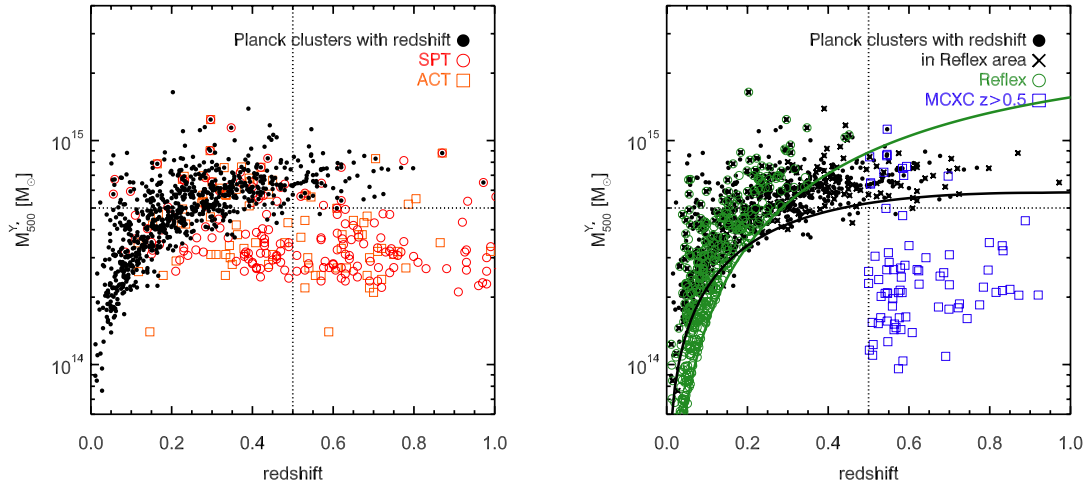 Planck clusters with redshift
SPT
ACT
10^15
10^14
M_500^{Y_z} [M_⊙]
0.0 0.2 0.4 0.6 0.8 1.0
redshift
Planck clusters with redshift
in Reflex area
Reflex
MCXC z>0.5
10^15
10^14
M_500^{Y_z} [M_⊙]
0.0 0.2 0.4 0.6 0.8 1.0
redshift